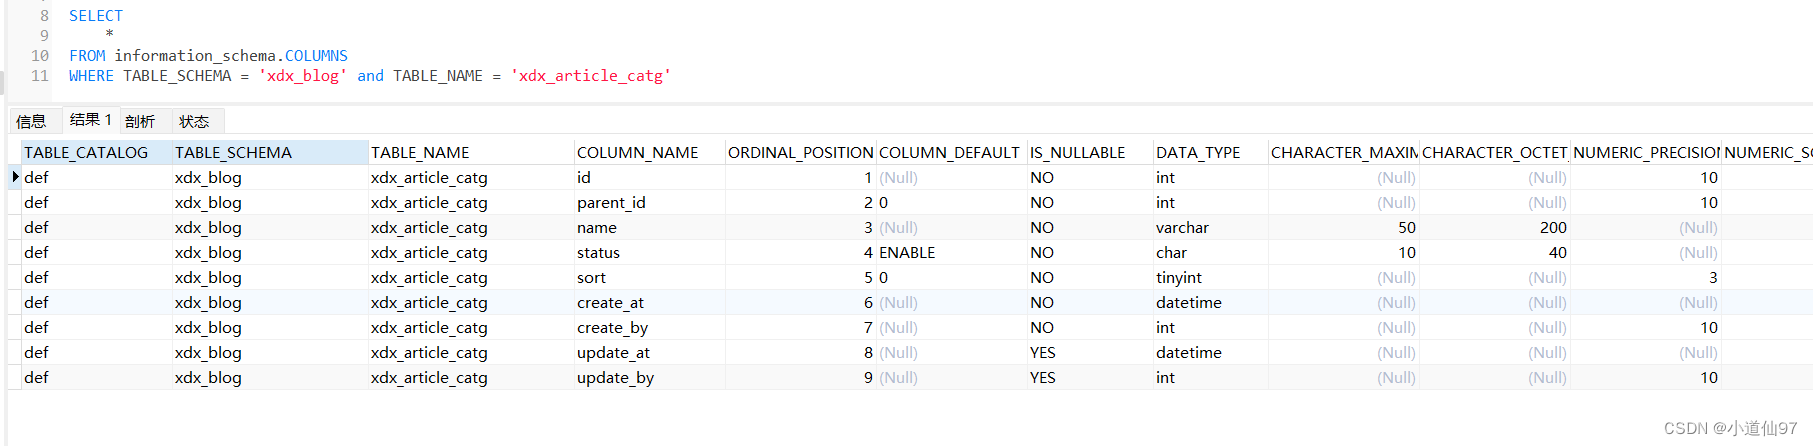 8 SELECT
9 *
10 FROM information_schema.COLUMNS
11 WHERE TABLE_SCHEMA = 'xdx_blog' and TABLE_NAME = 'xdx_article_catg'
信息 结果 1 剖析 状态
TABLE_CATALOG TABLE_SCHEMA TABLE_NAME COLUMN_NAME ORDINAL_POSITION COLUMN_DEFAULT IS_NULLABLE DATA_TYPE CHARACTER_MAXIM CHARACTER_OCTET_ NUMERIC_PRECISION NUMERIC_SC
def xdx_blog xdx_article_catg id 1 (Null) NO int (Null) (Null) 10
def xdx_blog xdx_article_catg parent_id 2 0 NO int (Null) (Null) 10
def xdx_blog xdx_article_catg name 3 (Null) NO varchar 50 200 (Null)
def xdx_blog xdx_article_catg status 4 ENABLE NO char 10 40 (Null)
def xdx_blog xdx_article_catg sort 5 0 NO tinyint (Null) (Null) 3
def xdx_blog xdx_article_catg create_at 6 (Null) NO datetime (Null) (Null) (Null)
def xdx_blog xdx_article_catg create_by 7 (Null) NO int (Null) (Null) 10
def xdx_blog xdx_article_catg update_at 8 (Null) YES datetime (Null) (Null) (Null)
def xdx_blog xdx_article_catg update_by 9 (Null) YES int (Null) (Null) 10
CSDN @小道仙97